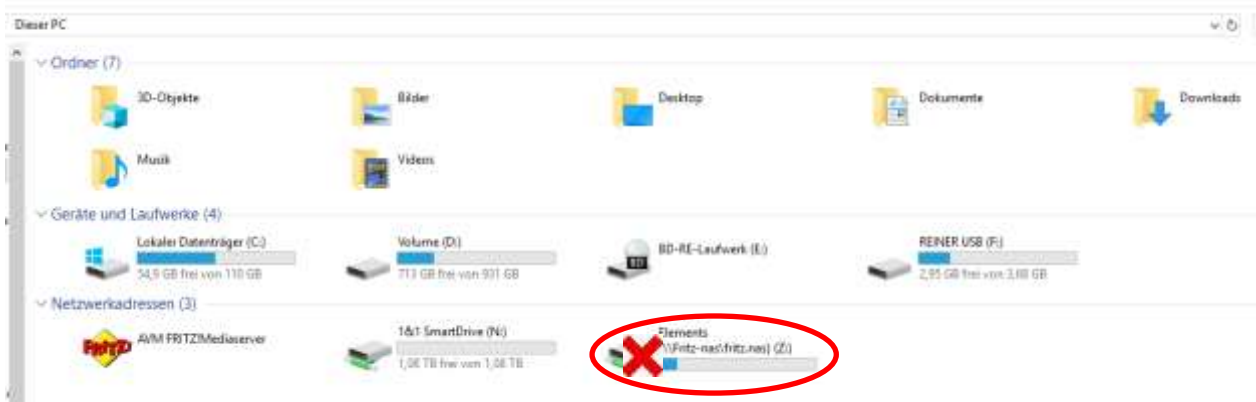 Dieser PC
Ordner (7)
3D-Objekte
Bilder
Desktop
Dokumente
Downloads
Musik
Videos
Geräte und Laufwerke (4)
Lokaler Datenträger (C:)
54,9 GB frei von 110 GB
Volume (D:)
713 GB frei von 931 GB
BD-RE-Laufwerk (E:)
BD
REINER USB (F:)
2,95 GB frei von 3,68 GB
Netzwerkadressen (3)
FRITZ!
AVM FRITZ!Mediaserver
1&1 SmartDrive (N:)
1,06 TB frei von 1,06 TB
Elements
(\\Fritz-nas\fritz.nas) (Z:)